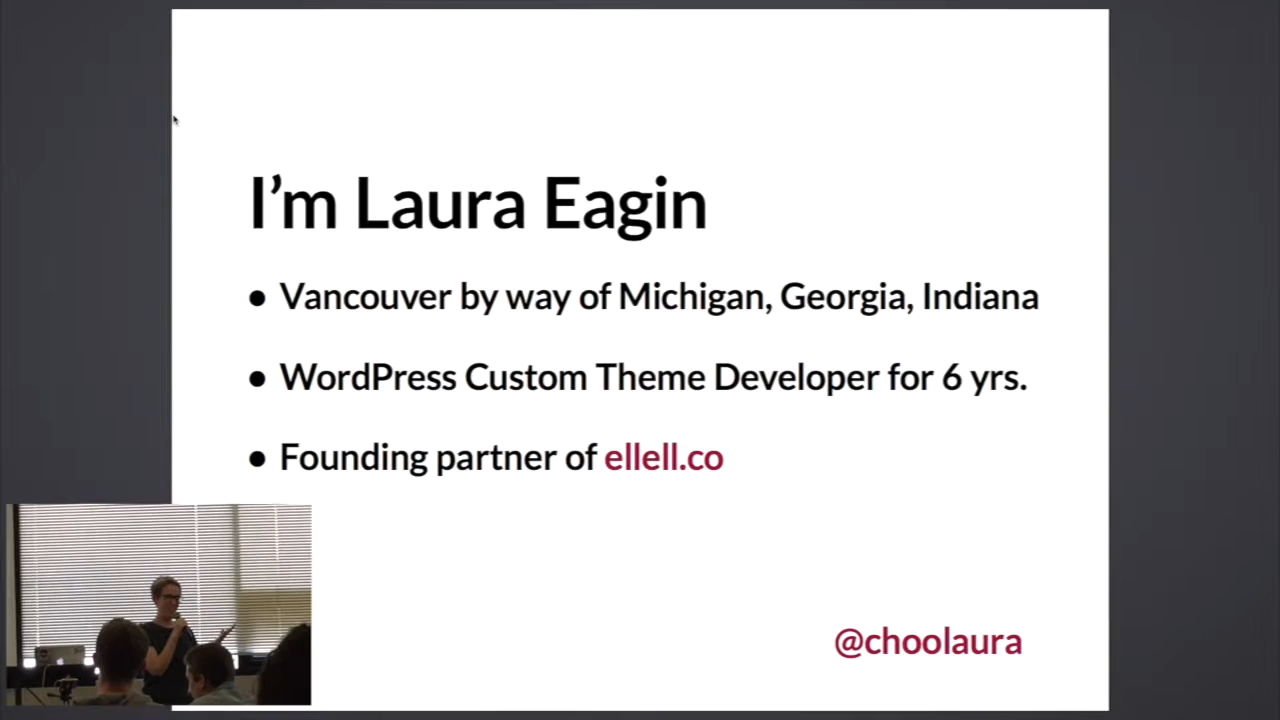 I’m Laura Eagin
● Vancouver by way of Michigan, Georgia, Indiana
● WordPress Custom Theme Developer for 6 yrs.
● Founding partner of ellell.co
@choolaura